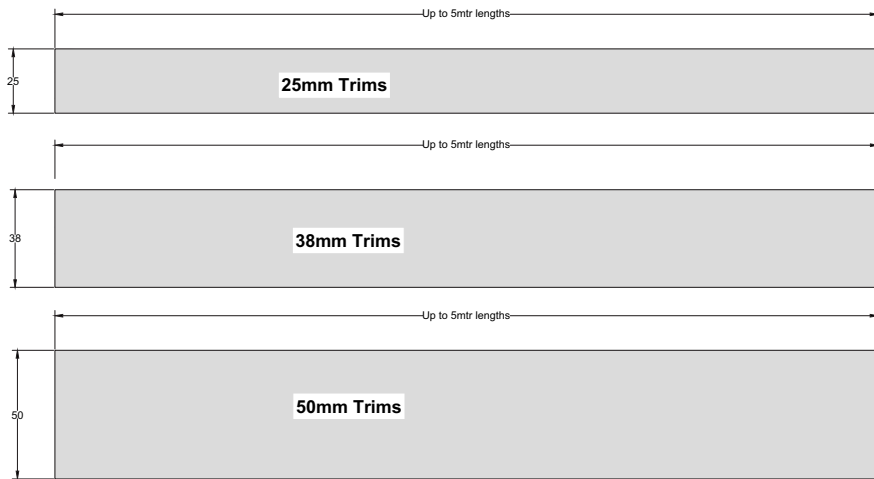 Up to 5mtr lengths
25
25mm Trims
Up to 5mtr lengths
38
38mm Trims
Up to 5mtr lengths
50
50mm Trims